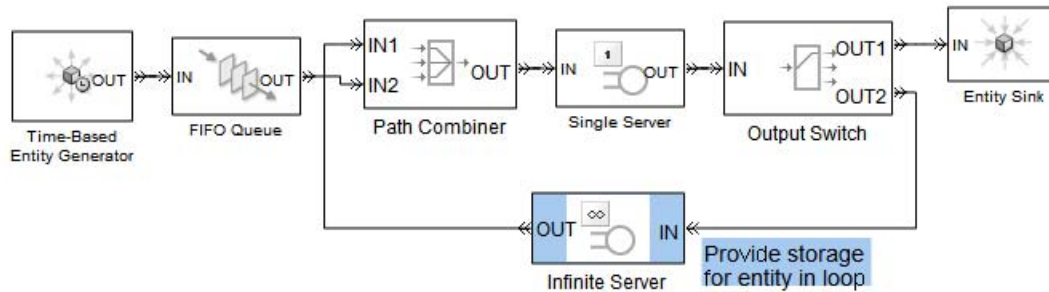 OUT
Time-Based
Entity Generator
IN
OUT
FIFO Queue
IN1
IN2
OUT
Path Combiner
IN
1
OUT
Single Server
IN
OUT1
OUT2
Output Switch
IN
Entity Sink
OUT
∞
IN
Infinite Server
Provide storage
for entity in loop